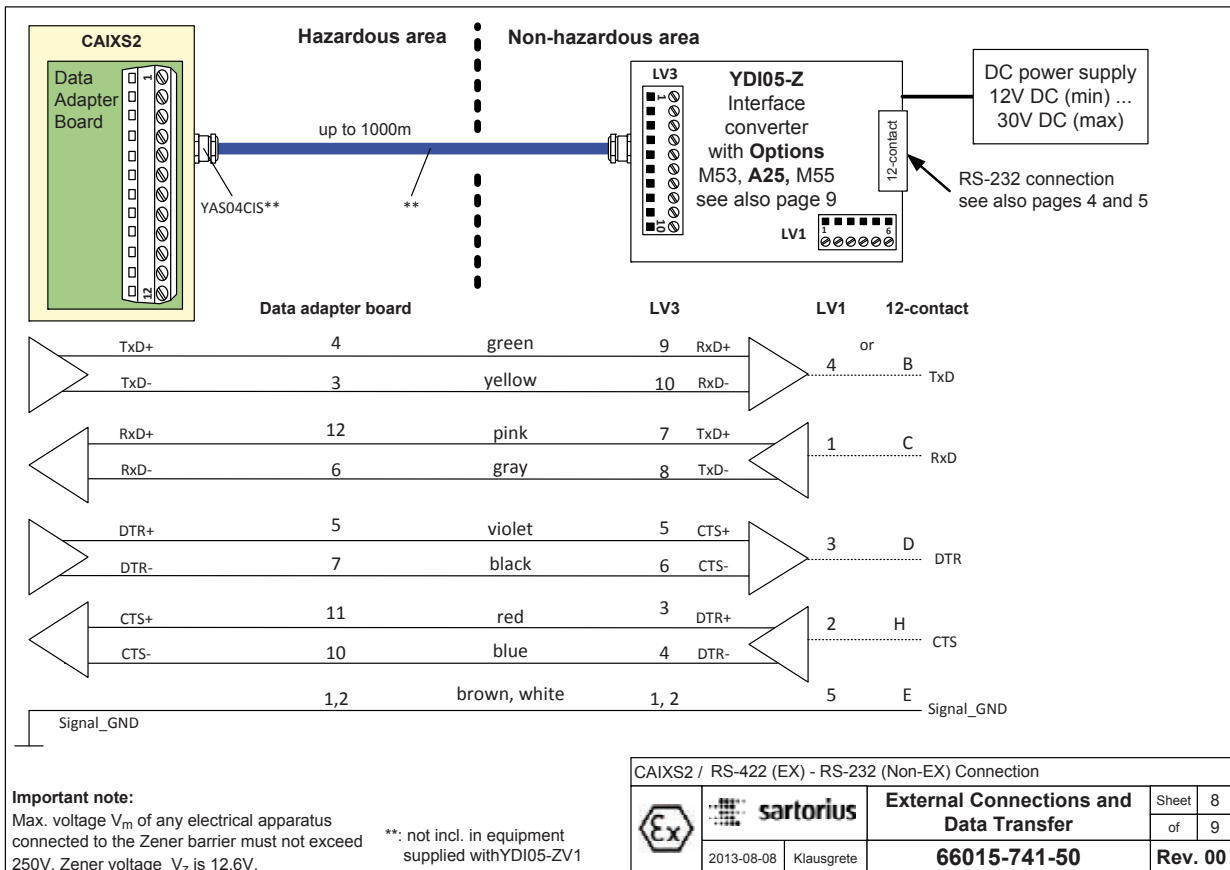 CAIXS2
Hazardous area
Non-hazardous area
Data
Adapter
Board
1
12
YAS04CIS**
up to 1000m
**
LV3
1
10
YDI05-Z
Interface
converter
with Options
M53, A25, M55
see also page 9
LV1
1
6
12-contact
DC power supply
12V DC (min) ...
30V DC (max)
RS-232 connection
see also pages 4 and 5
Data adapter board LV3 LV1 12-contact
TxD+ 4 green 9 RxD+ or
TxD- 3 yellow 10 RxD- 4 B TxD
RxD+ 12 pink 7 TxD+
RxD- 6 gray 8 TxD- 1 C RxD
DTR+ 5 violet 5 CTS+
DTR- 7 black 6 CTS- 3 D DTR
CTS+ 11 red 3 DTR+
CTS- 10 blue 4 DTR- 2 H CTS
Signal_GND 1,2 brown, white 1, 2 5 E Signal_GND
Important note:
Max. voltage Vm of any electrical apparatus
connected to the Zener barrier must not exceed
250V. Zener voltage Vz is 12.6V.
**: not incl. in equipment
supplied withYDI05-ZV1
CAIXS2 / RS-422 (EX) - RS-232 (Non-EX) Connection
Ex
sartorius
External Connections and
Data Transfer
Sheet 8
of 9
2013-08-08 Klausgrete
66015-741-50
Rev. 00